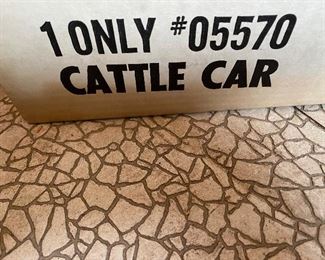 1 ONLY #05570
CATTLE CAR